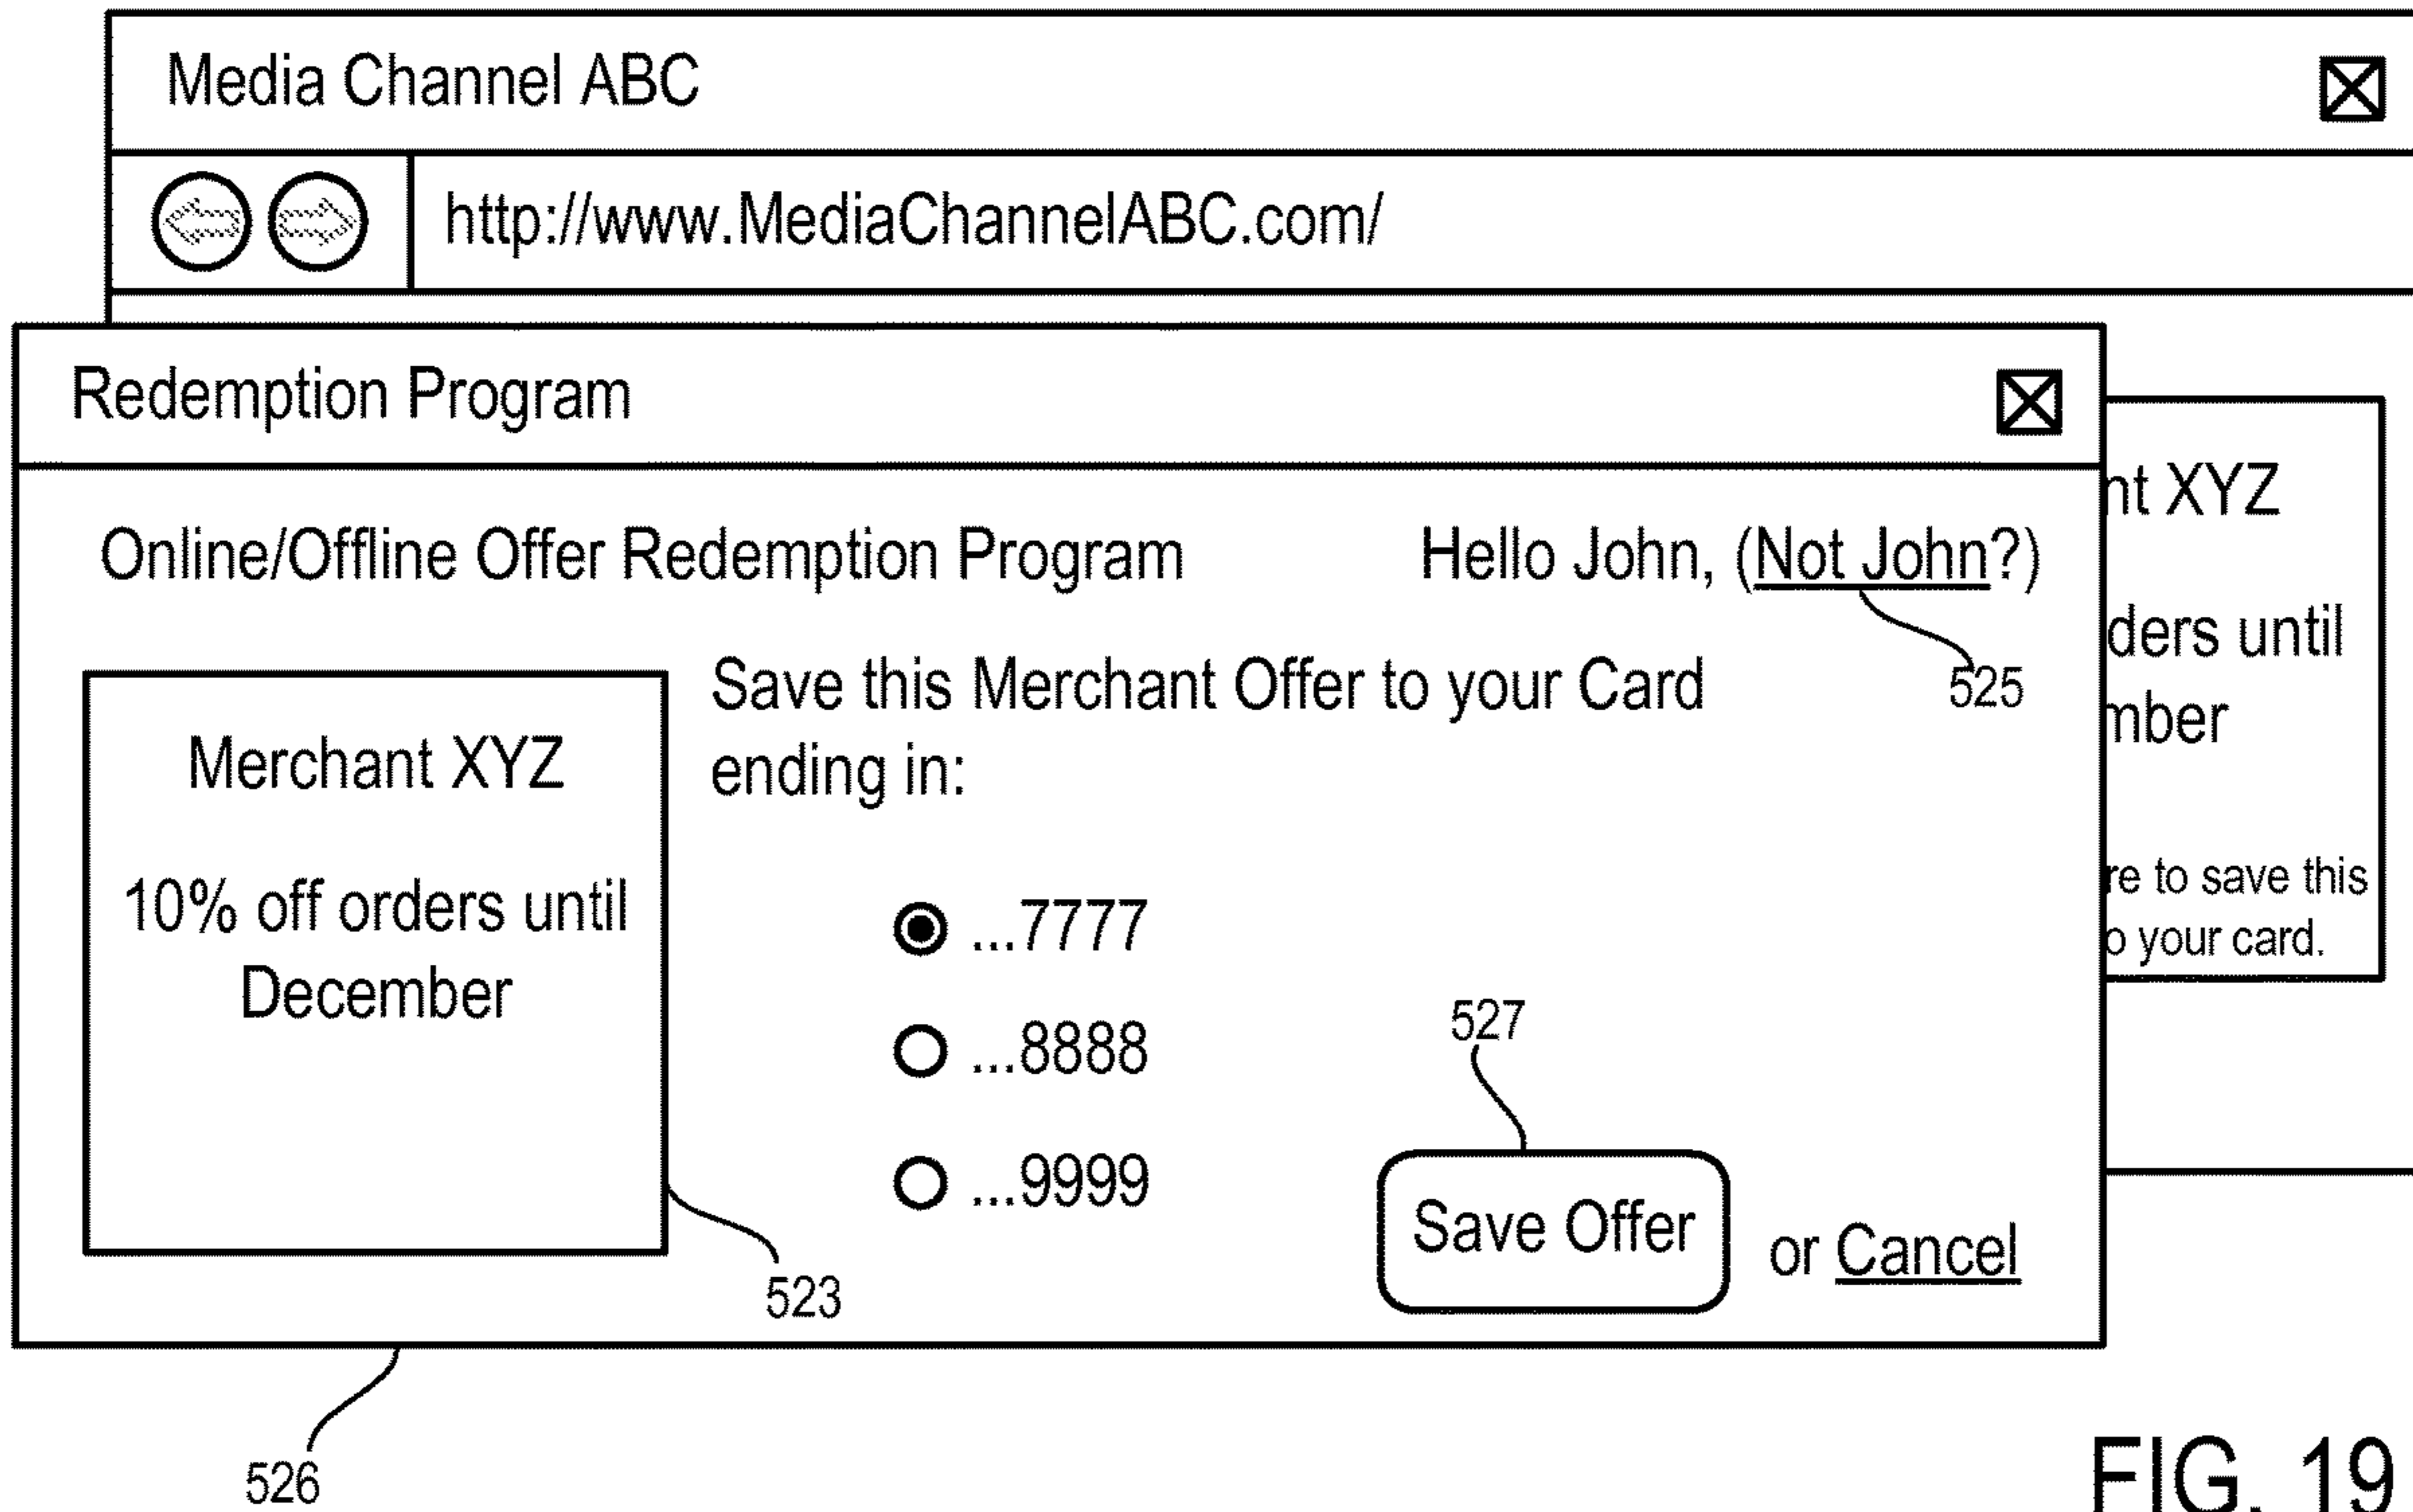 Media Channel ABC
http://www.MediaChannelABC.com/
Redemption Program
Online/Offline Offer Redemption Program
Hello John, (Not John?)
525
Merchant XYZ
10% off orders until
December
523
Save this Merchant Offer to your Card
ending in:
...7777
...8888
...9999
527
Save Offer
or Cancel
nt XYZ
ders until
mber
re to save this
o your card.
526
FIG. 19